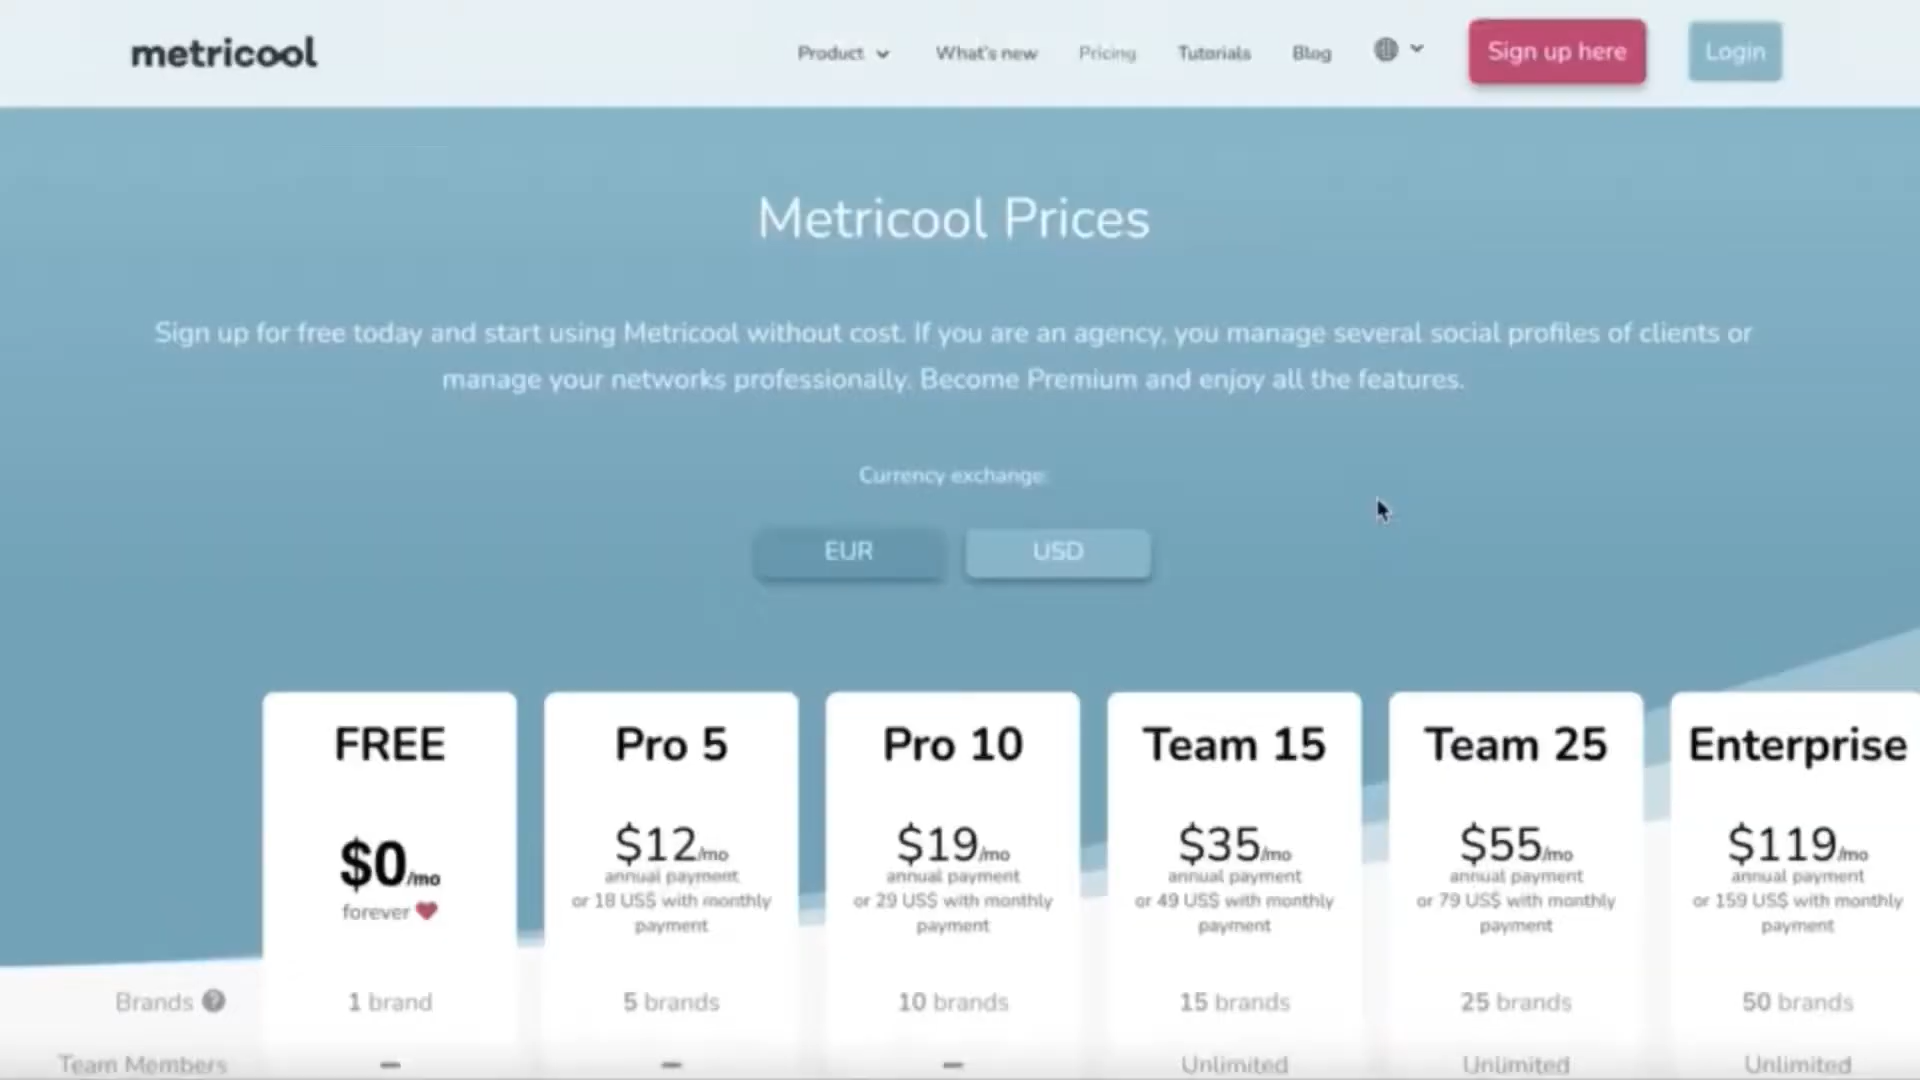 metricool
Product
What's new
Pricing
Tutorials
Blog
Sign up here
Login
Metricool Prices
Sign up for free today and start using Metricool without cost. If you are an agency, you manage several social profiles of clients or
manage your networks professionally. Become Premium and enjoy all the features.
Currency exchange:
EUR
USD
FREE
$0/mo
forever
Pro 5
$12/mo
annual payment
or 18 US$ with monthly
payment
Pro 10
$19/mo
annual payment
or 29 US$ with monthly
payment
Team 15
$35/mo
annual payment
or 49 US$ with monthly
payment
Team 25
$55/mo
annual payment
or 79 US$ with monthly
payment
Enterprise
$119/mo
annual payment
or 159 US$ with monthly
payment
Brands ?
1 brand
5 brands
10 brands
15 brands
25 brands
50 brands
Team Members
–
–
–
Unlimited
Unlimited
Unlimited